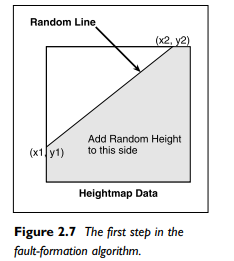 Random Line
(x2, y2)
Add Random Height
to this side
(x1, y1)
Heightmap Data
Figure 2.7 The first step in the
fault-formation algorithm.